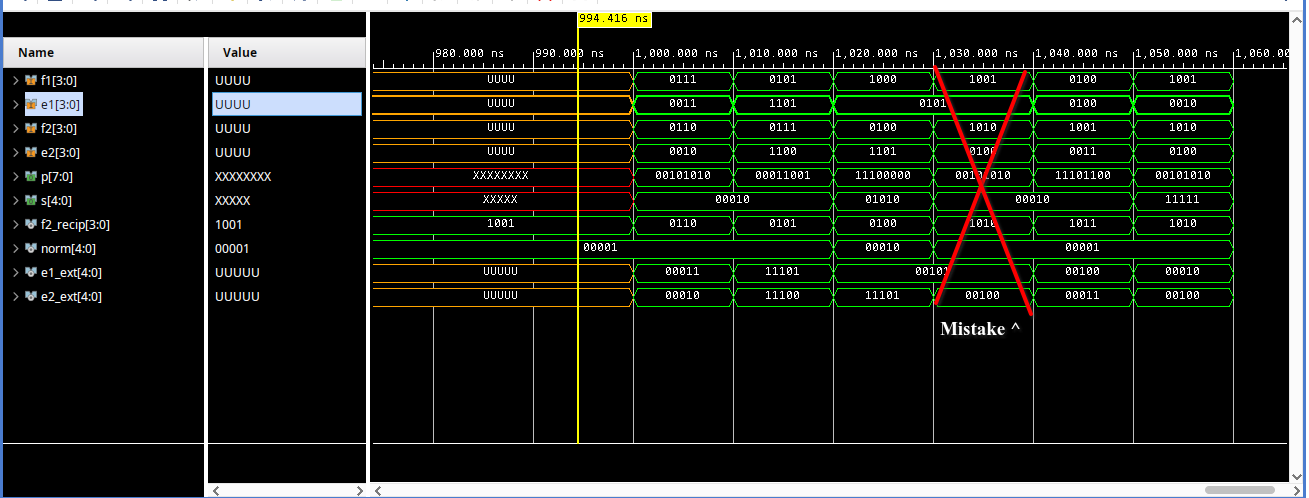 994.416 ns
Name Value 980.000 ns 990.000 ns 1,000.000 ns 1,010.000 ns 1,020.000 ns 1,030.000 ns 1,040.000 ns 1,050.000 ns 1,060.00
f1[3:0] UUUU UUUU 0111 0101 1000 1001 0100 1001
e1[3:0] UUUU UUUU 0011 1101 0101 0100 0010
f2[3:0] UUUU UUUU 0110 0111 0100 1010 1001 1010
e2[3:0] UUUU UUUU 0010 1100 1101 0100 0011 0100
p[7:0] XXXXXXXX XXXXXXXX 00101010 00011001 11100000 11101100 00101010
s[4:0] XXXXX XXXXX 00010 01010 00010 11111
f2_recip[3:0] 1001 1001 0110 0101 0100 1010 1011 1010
norm[4:0] 00001 00001 00010 00001
e1_ext[4:0] UUUUU UUUUU 00011 11101 00101 00100 00010
e2_ext[4:0] UUUUU UUUUU 00010 11100 11101 00100 00011 00100
Mistake ^